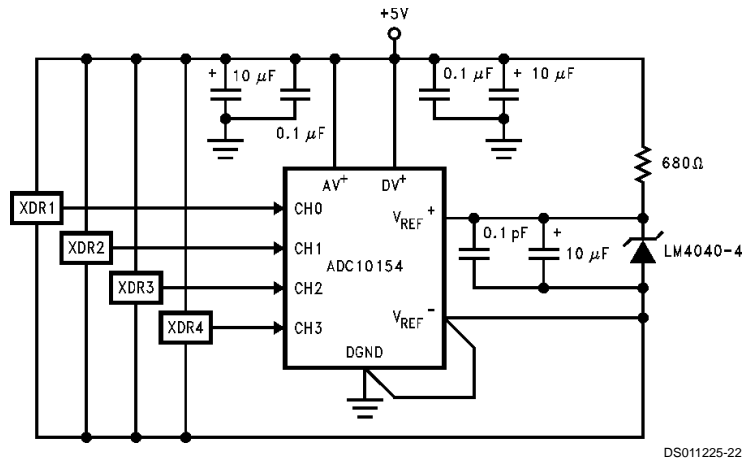 +5V
+ 10 μF
0.1 μF
0.1 μF
+ 10 μF
680Ω
AV+
DV+
XDR1
CH0
VREF+
XDR2
CH1
0.1 pF
+
10 μF
LM4040-4
ADC10154
XDR3
CH2
XDR4
CH3
VREF-
DGND
DS011225-22